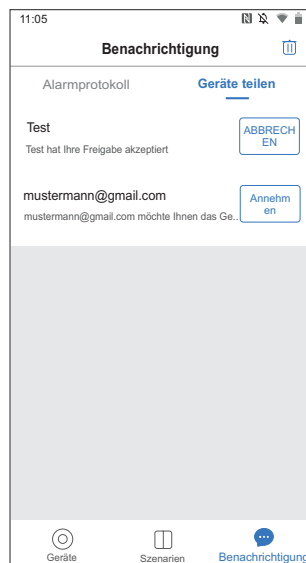 11:05
Benachrichtigung
Alarmprotokoll
Geräte teilen
Test
Test hat Ihre Freigabe akzeptiert
ABBRECH
EN
mustermann@gmail.com
mustermann@gmail.com möchte Ihnen das Ge..
Annehm
en
Geräte
Szenarien
Benachrichtigung